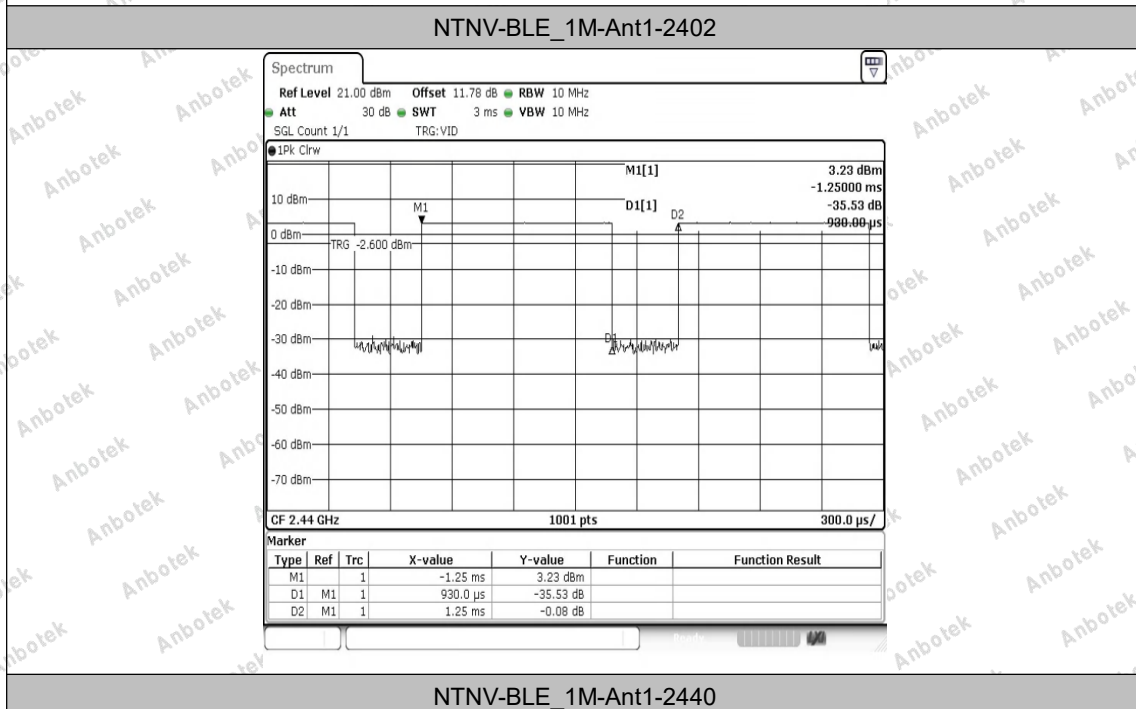 NTNV-BLE_1M-Ant1-2402
Spectrum
Ref Level 21.00 dBm Offset 11.78 dB RBW 10 MHz
Att 30 dB SWT 3 ms VBW 10 MHz
SGL Count 1/1 TRG:VID
1Pk Clrw
M1[1] 3.23 dBm
-1.25000 ms
10 dBm
M1
D1[1] -35.53 dB
D2
930.00 µs
0 dBm
TRG -2.600 dBm
-10 dBm
-20 dBm
-30 dBm
D1
-40 dBm
-50 dBm
-60 dBm
-70 dBm
CF 2.44 GHz 1001 pts 300.0 µs/
Marker
Type Ref Trc X-value Y-value Function Function Result
M1 1 -1.25 ms 3.23 dBm
D1 M1 1 930.0 µs -35.53 dB
D2 M1 1 1.25 ms -0.08 dB
Ready
NTNV-BLE_1M-Ant1-2440
Anbotek